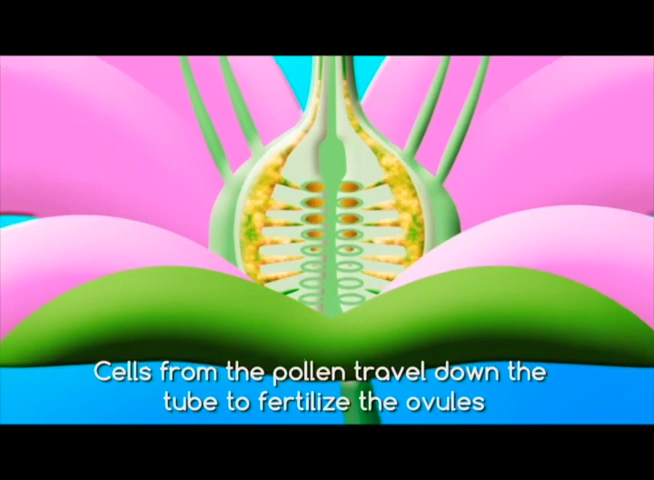 Cells from the pollen travel down the
tube to fertilize the ovules